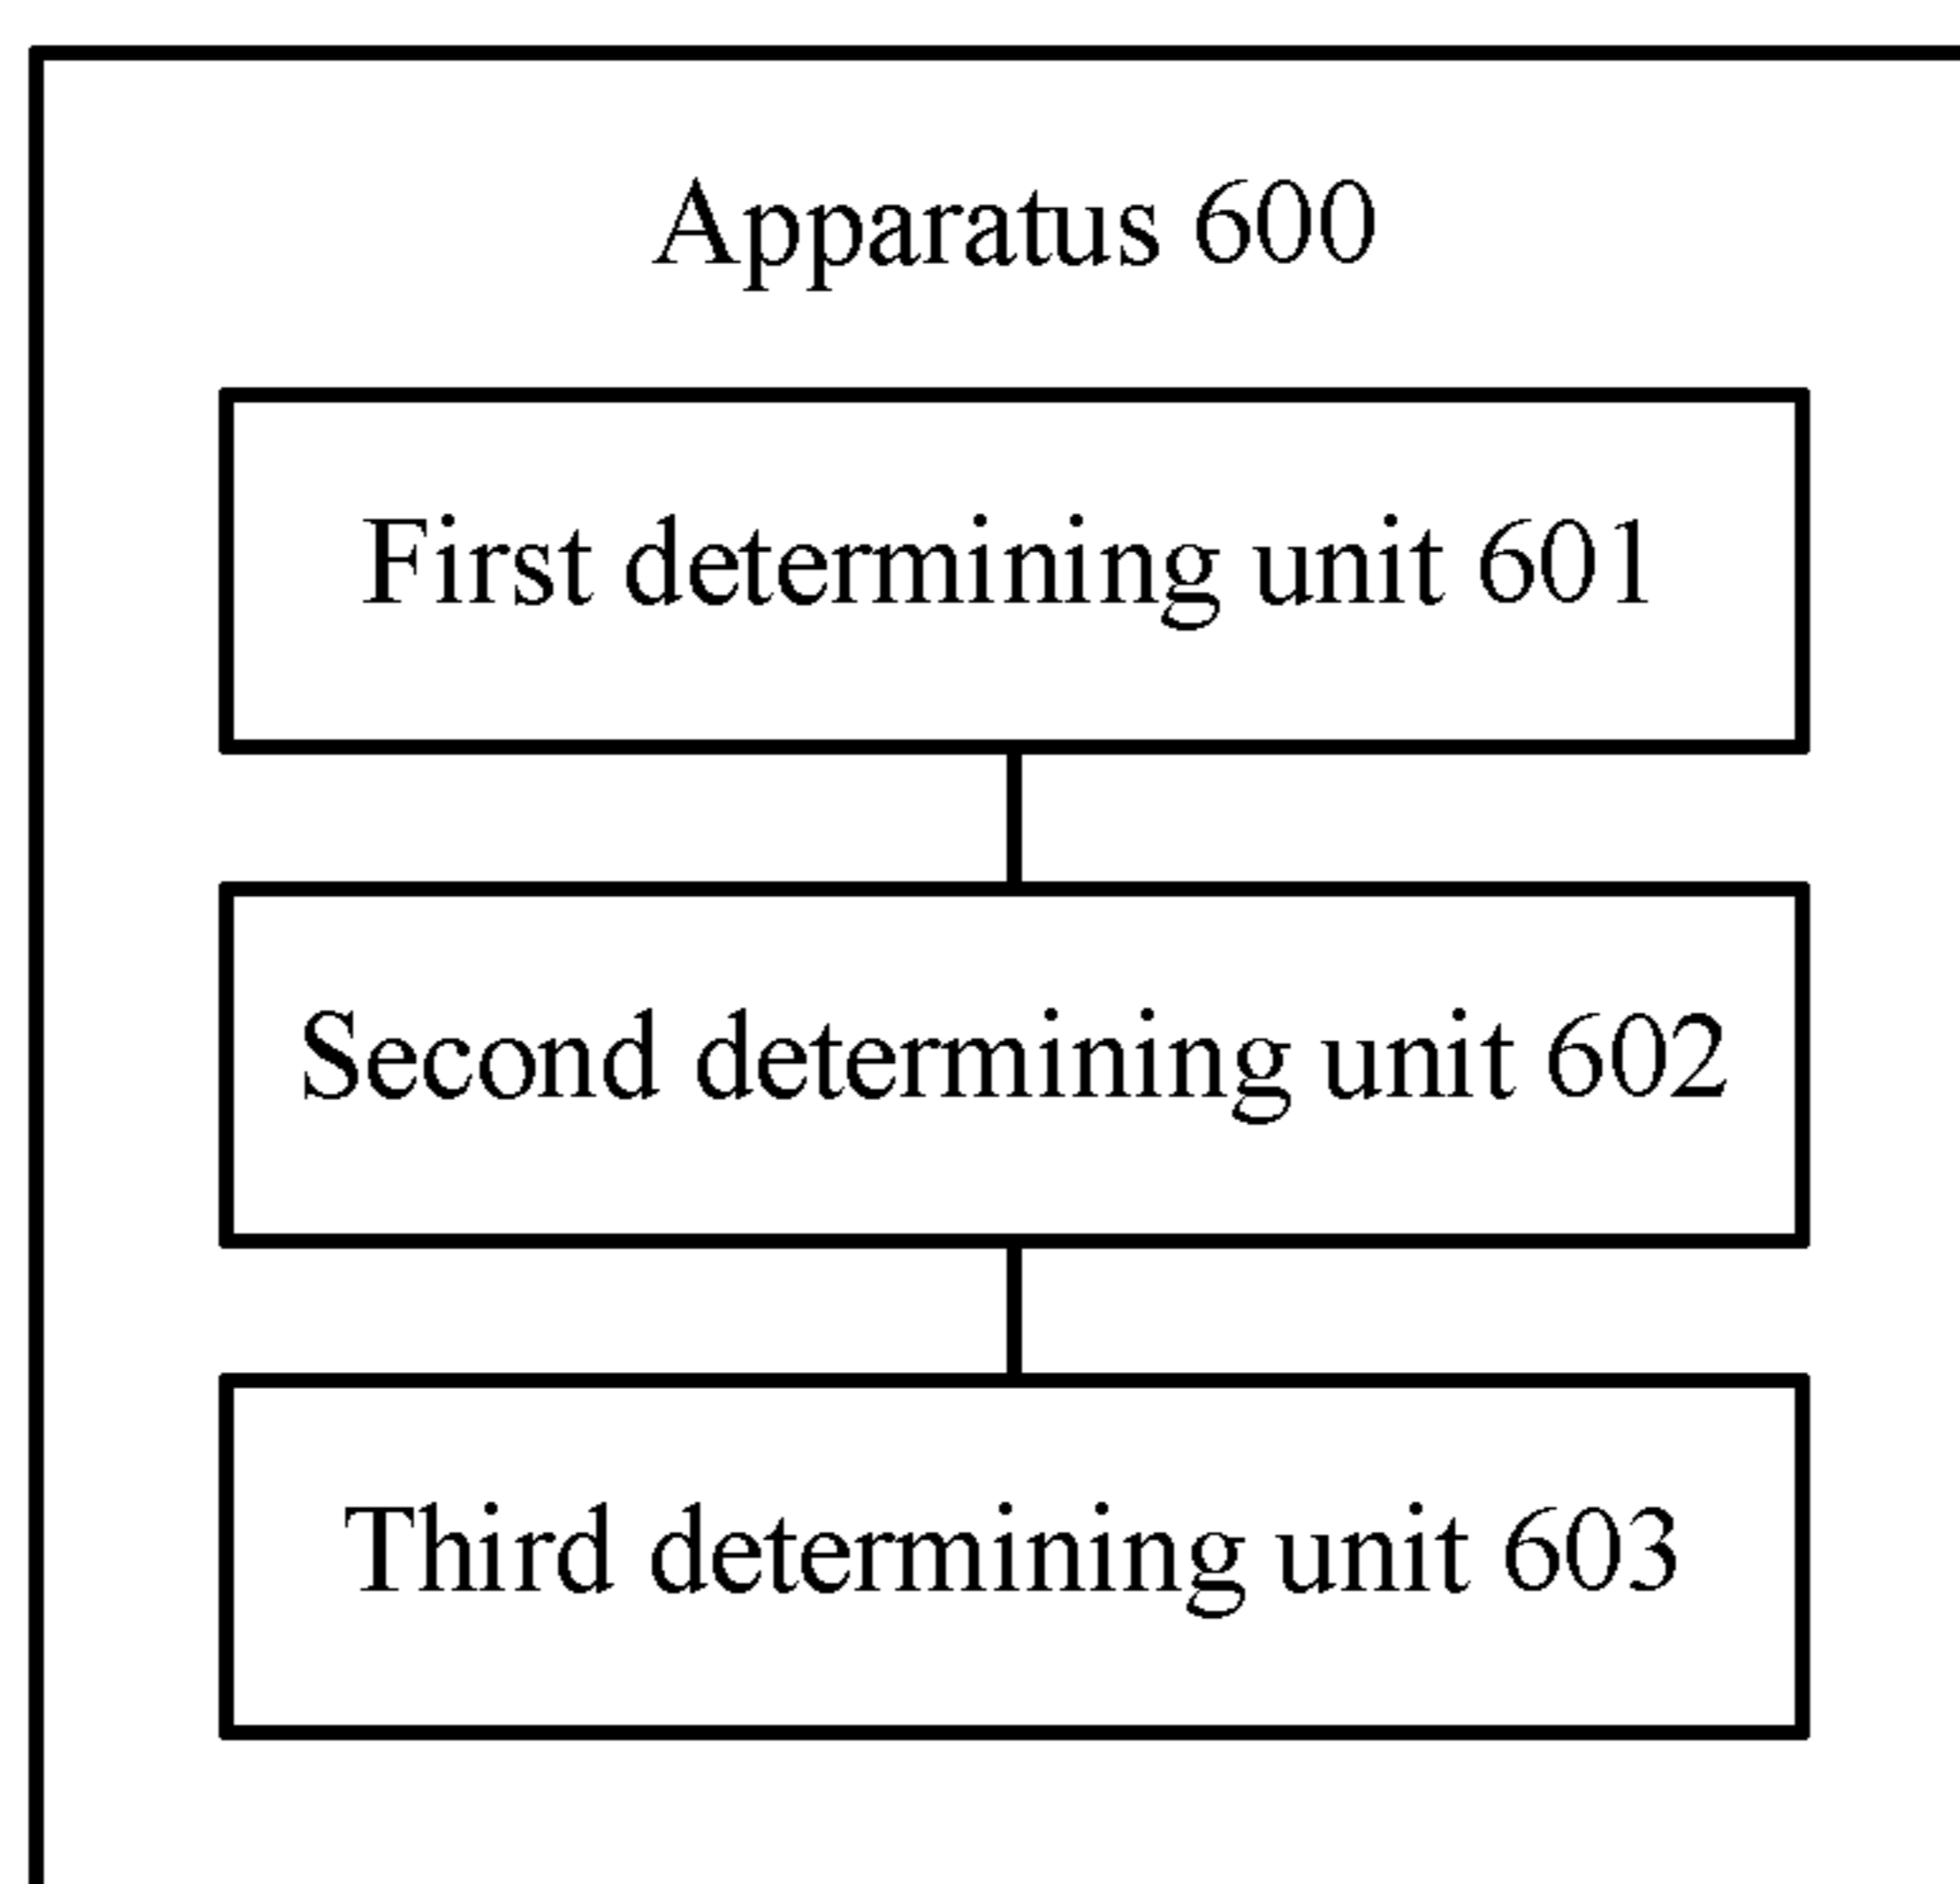 Apparatus 600
First determining unit 601
Second determining unit 602
Third determining unit 603